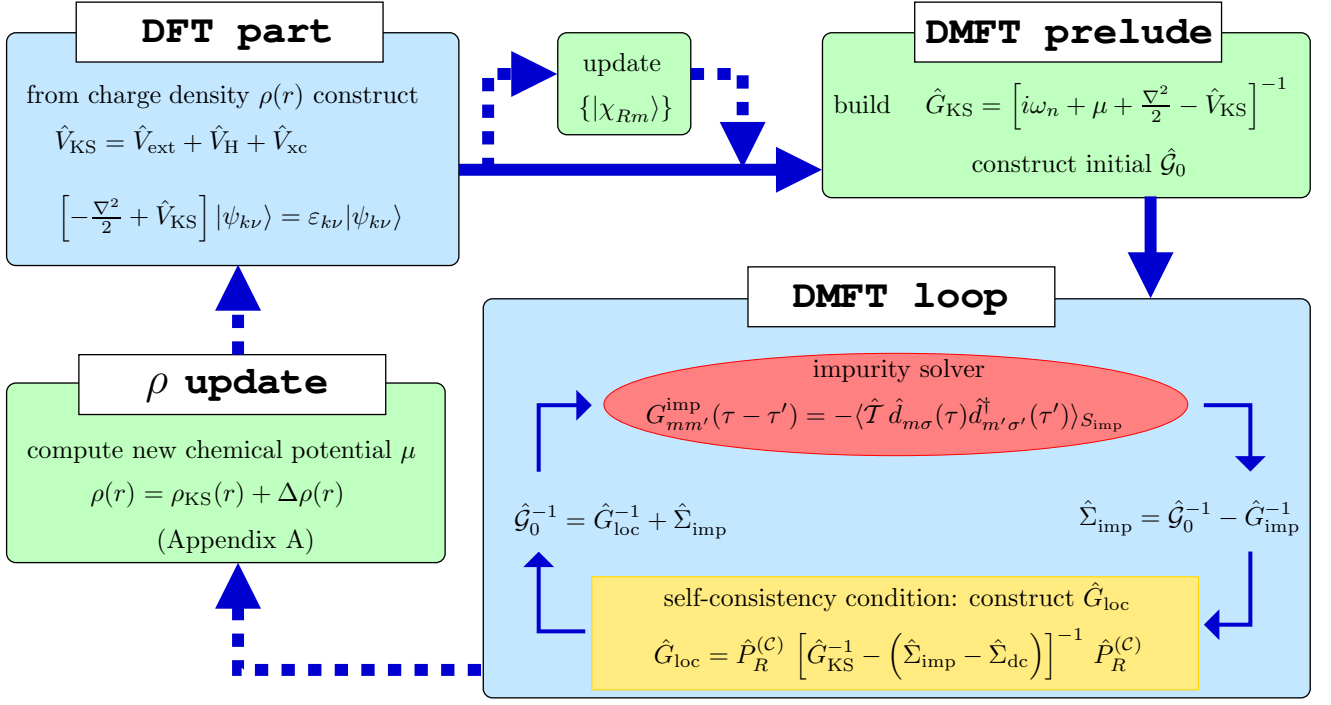 DFT part
from charge density ρ(r) construct
V̂_KS = V̂_ext + V̂_H + V̂_xc
[−∇²/2 + V̂_KS] |ψ_kν⟩ = ε_kν|ψ_kν⟩
update
{|χ_Rm⟩}
DMFT prelude
build Ĝ_KS = [iω_n + μ + ∇²/2 − V̂_KS]^−1
construct initial 𝒢̂_0
DMFT loop
impurity solver
G^imp_mm′(τ − τ′) = −⟨𝒯̂ d̂_mσ(τ)d̂†_m′σ′(τ′)⟩_S_imp
𝒢̂_0^−1 = Ĝ_loc^−1 + Σ̂_imp
Σ̂_imp = 𝒢̂_0^−1 − Ĝ_imp^−1
self-consistency condition: construct Ĝ_loc
Ĝ_loc = P̂_R^(𝒞) [Ĝ_KS^−1 − (Σ̂_imp − Σ̂_dc)]^−1 P̂_R^(𝒞)
ρ update
compute new chemical potential μ
ρ(r) = ρ_KS(r) + Δρ(r)
(Appendix A)